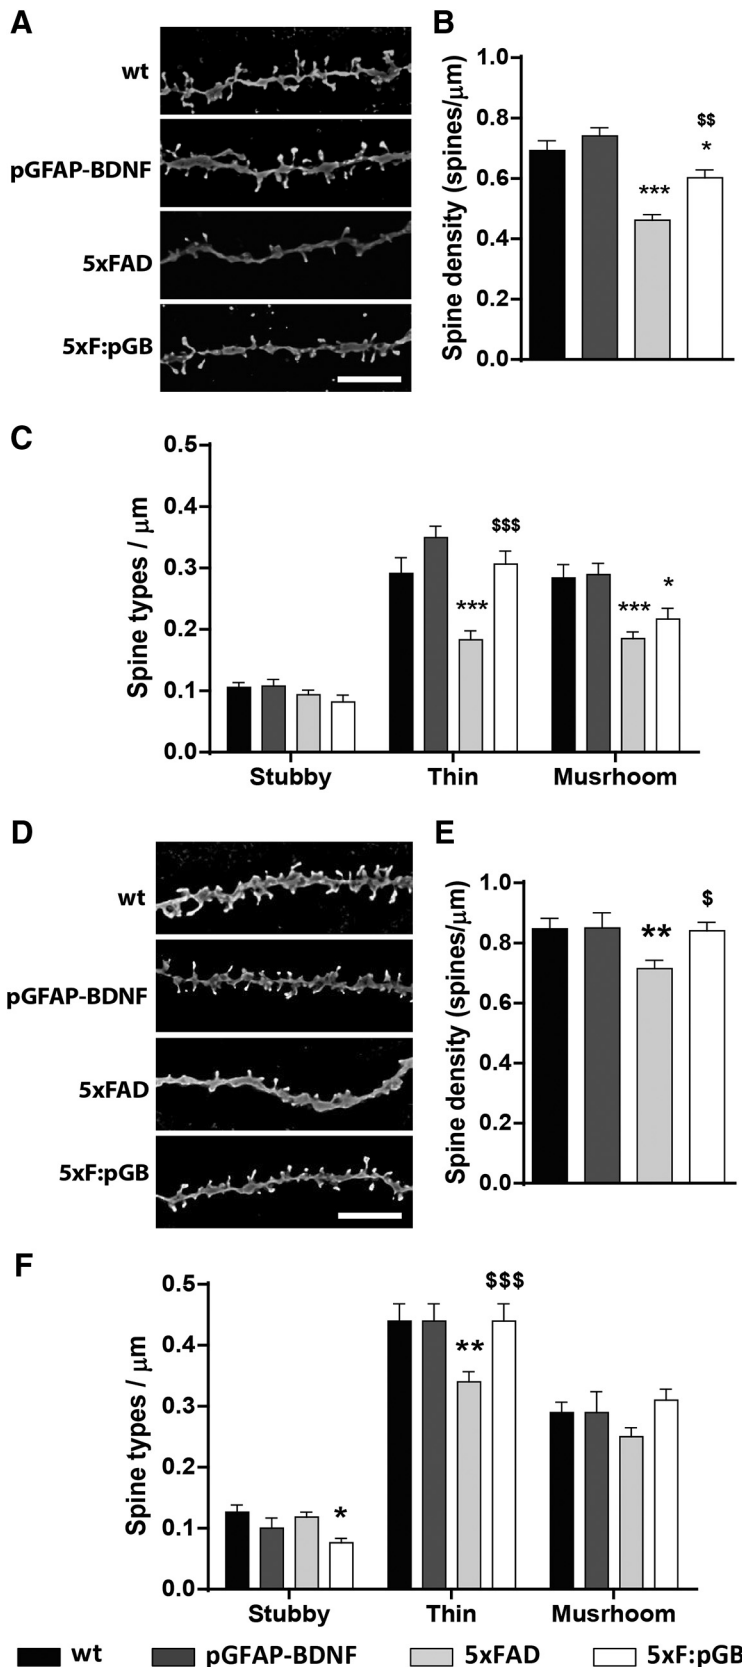 A
wt
pGFAP-BDNF
5xFAD
5xF:pGB
B
Spine density (spines/μm)
1.0
0.8
0.6
0.4
0.2
0.0
***
$$
*
C
Spine types / μm
0.5
0.4
0.3
0.2
0.1
0.0
***
$$$
***
*
Stubby
Thin
Musrhoom
D
wt
pGFAP-BDNF
5xFAD
5xF:pGB
E
Spine density (spines/μm)
1.0
0.8
0.6
0.4
0.2
0.0
**
$
F
Spine types / μm
0.5
0.4
0.3
0.2
0.1
0.0
*
**
$$$
Stubby
Thin
Musrhoom
wt
pGFAP-BDNF
5xFAD
5xF:pGB